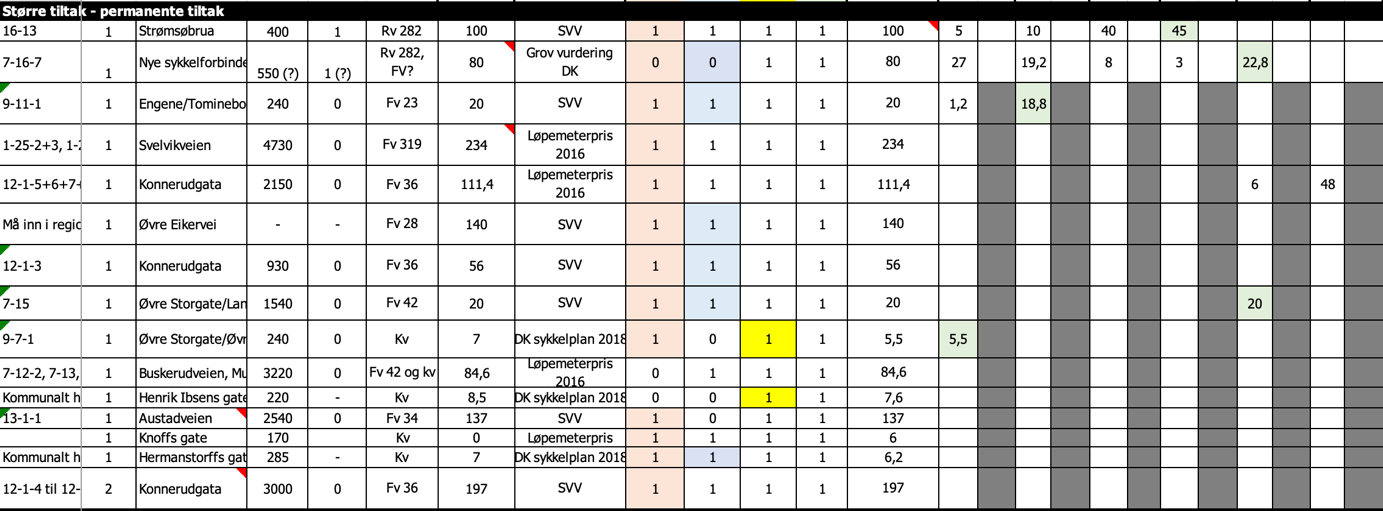 Større tiltak - permanente tiltak
16-13 1 Strømsøbrua 400 1 Rv 282 100 SVV 1 1 1 1 100 5 10 40 45
7-16-7 1 Nye sykkelforbinde 550 (?) 1 (?) Rv 282, FV? 80 Grov vurdering DK 0 0 1 1 80 27 19,2 8 3 22,8
9-11-1 1 Engene/Tominebo 240 0 Fv 23 20 SVV 1 1 1 1 20 1,2 18,8
1-25-2+3, 1-2 1 Svelvikveien 4730 0 Fv 319 234 Løpemeterpris 2016 1 1 1 1 234
12-1-5+6+7+ 1 Konnerudgata 2150 0 Fv 36 111,4 Løpemeterpris 2016 1 1 1 1 111,4 6 48
Må inn i regio 1 Øvre Eikervei - - Fv 28 140 SVV 1 1 1 1 140
12-1-3 1 Konnerudgata 930 0 Fv 36 56 SVV 1 1 1 1 56
7-15 1 Øvre Storgate/Lan 1540 0 Fv 42 20 SVV 1 1 1 1 20 20
9-7-1 1 Øvre Storgate/Øvr 240 0 Kv 7 DK sykkelplan 2018 1 0 1 1 5,5 5,5
7-12-2, 7-13, 1 Buskerudveien, Mu 3220 0 Fv 42 og kv 84,6 Løpemeterpris 2016 0 1 1 1 84,6
Kommunalt h 1 Henrik Ibsens gate 220 - Kv 8,5 DK sykkelplan 2018 0 0 1 1 7,6
13-1-1 1 Austadveien 2540 0 Fv 34 137 SVV 1 0 1 1 137
1 Knoffs gate 170 Kv 0 Løpemeterpris 1 1 1 1 6
Kommunalt h 1 Hermanstorffs gat 285 - Kv 7 DK sykkelplan 2018 1 1 1 1 6,2
12-1-4 til 12- 2 Konnerudgata 3000 0 Fv 36 197 SVV 1 1 1 1 197